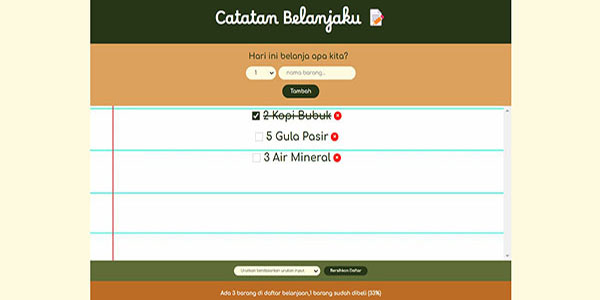 Catatan Belanjaku
Hari ini belanja apa kita?
1 nama barang...
Tambah
2 Kopi Bubuk
5 Gula Pasir
3 Air Mineral
Urutkan berdasarkan urutan input Bersihkan Daftar
Ada 3 barang di daftar belanjaan,1 barang sudah dibeli (33%)